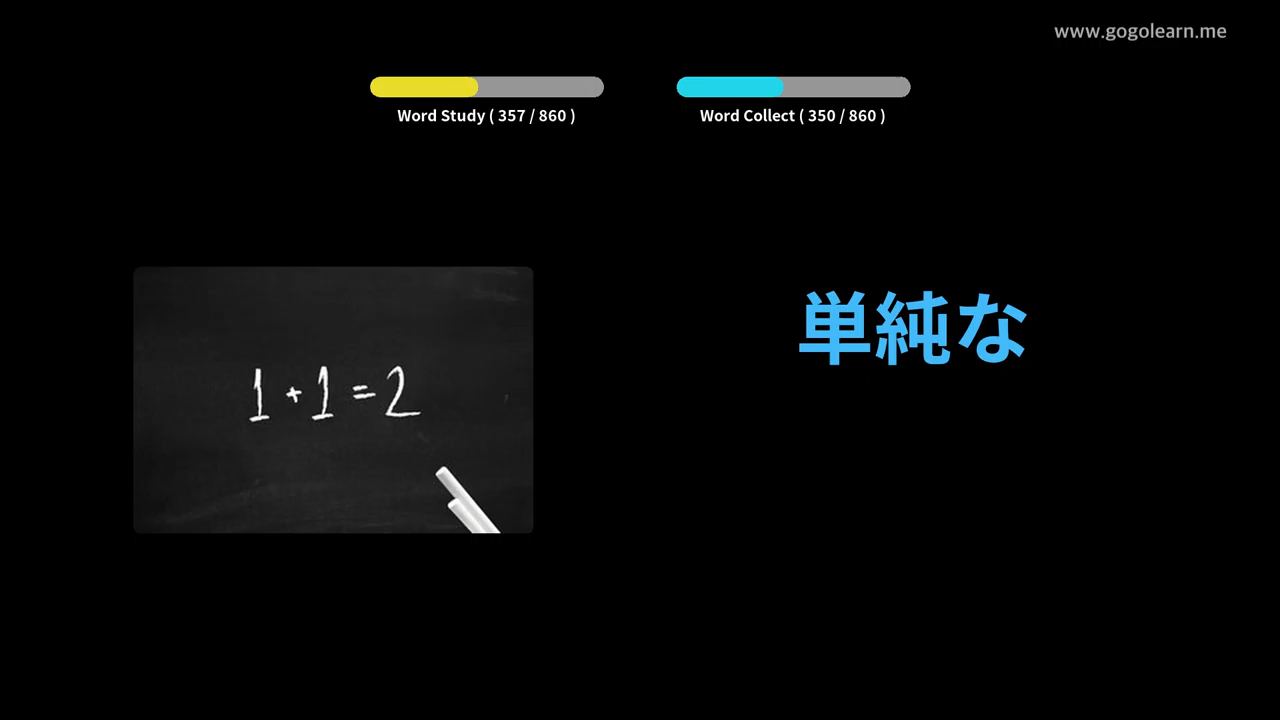 www.gogolearn.me
Word Study ( 357 / 860 )
Word Collect ( 350 / 860 )
1 + 1 = 2
単純な